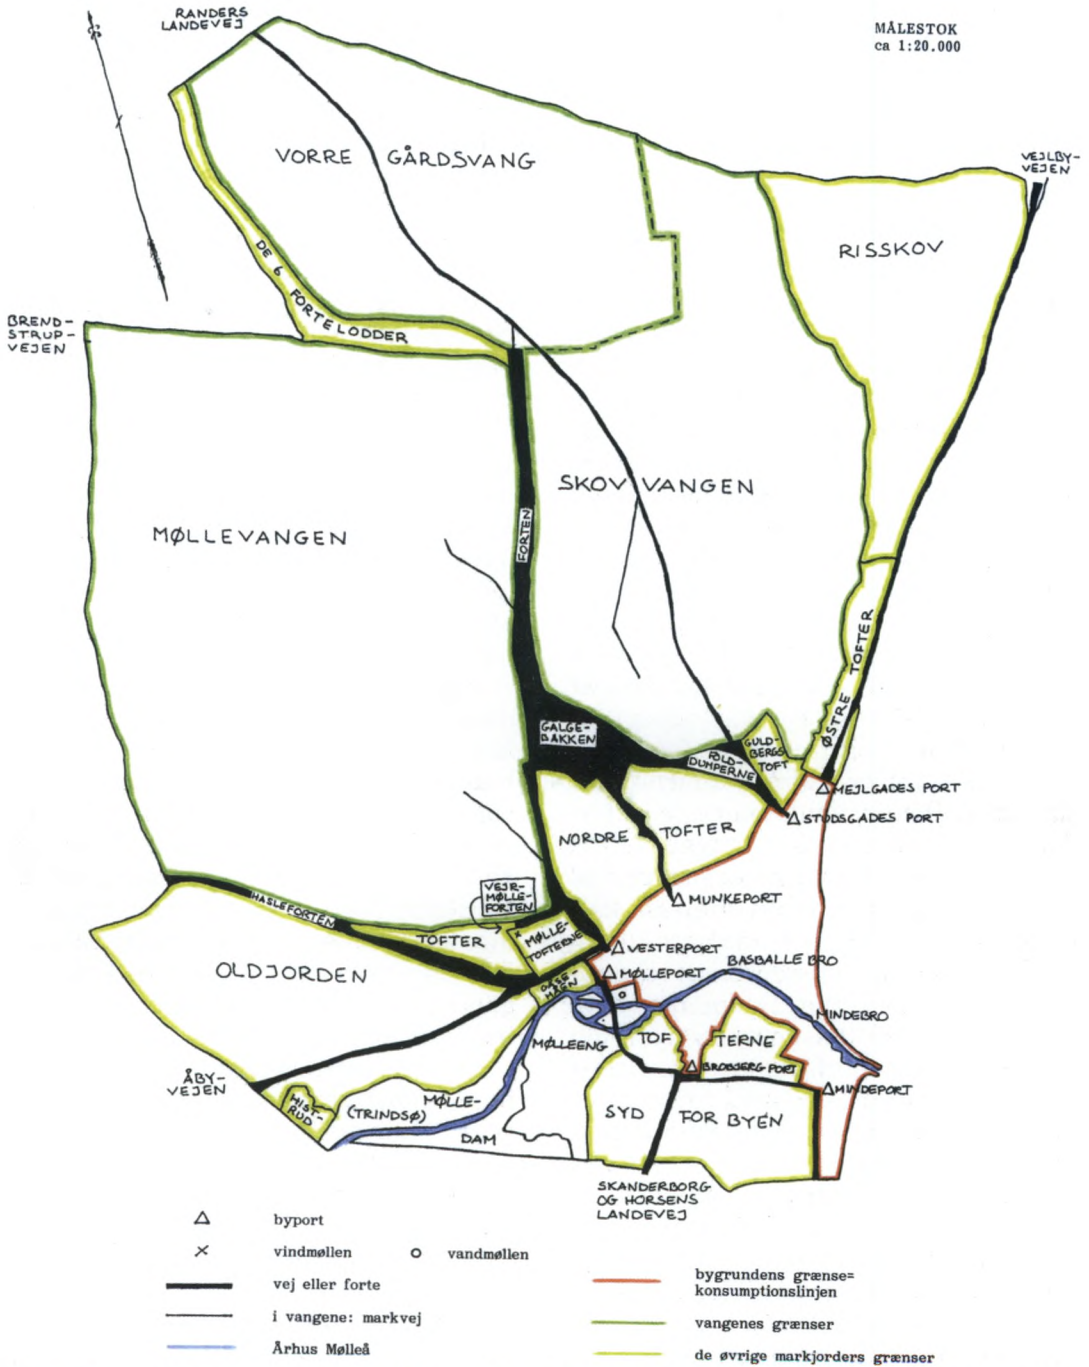 RANDERS
LANDEVEJ
MÅLESTOK
ca 1:20.000
VORRE GÅRDSVANG
VEJLBY-
VEJEN
RISSKOV
DE 6 FORTELODDER
BREND-
STRUP-
VEJEN
SKOVVANGEN
MØLLEVANGEN
FORTEN
ØSTRE TOFTER
GALGE-
BAKKEN
GULD-
BERGS
TOFT
FOLD-
DUMPERNE
MEJLGADES PORT
STUDSGADES PORT
NORDRE TOFTER
VEJR-
MØLLE-
FORTEN
MUNKEPORT
HASLEFORTEN
TOFTER
MØLLE-
TOFTERNE
VESTERPORT
MØLLEPORT
BASBALLE BRO
OLDJORDEN
MINDEBRO
MØLLEENG
TOF TERNE
BROBJERG PORT
ÅBY-
VEJEN
HIST-
RUD
(TRINDSØ) MØLLE-
DAM
MINDEPORT
SYD FOR BYEN
SKANDERBORG
OG HORSENS
LANDEVEJ
byport
vindmøllen
vandmøllen
vej eller forte
i vangene: markvej
Århus Mølleå
bygrundens grænse=
konsumptionslinjen
vangenes grænser
de øvrige markjorders grænser